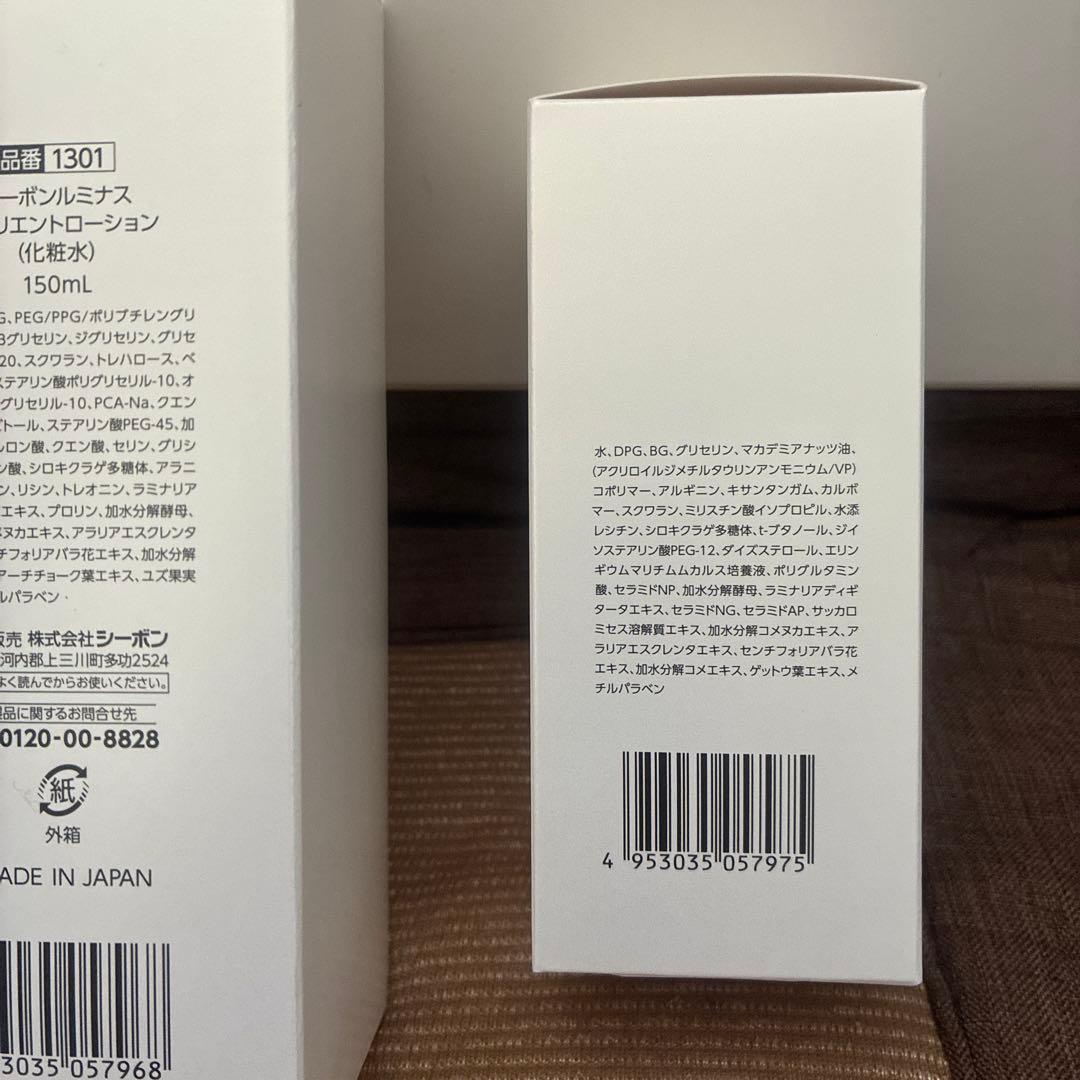 品番 1301
ーボンルミナス
リエントローション
(化粧水)
150mL
G、PEG/PPG/ポリブチレングリ
3グリセリン、ジグリセリン、グリセ
20、スクワラン、トレハロース、ベ
ステアリン酸ポリグリセリル-10、オ
グリセリル-10、PCA-Na、クエン
ビトール、ステアリン酸PEG-45、加
ルロン酸、クエン酸、セリン、グリシ
ン酸、シロキクラゲ多糖体、アラニ
ン、リシン、トレオニン、ラミナリア
エキス、プロリン、加水分解酵母、
ヌカエキス、アラリアエスクレンタ
チフォリアバラ花エキス、加水分解
アーチチョーク葉エキス、ユズ果実
ルパラベン
販売 株式会社シーボン
河内郡上三川町多功2524
よく読んでからお使いください。
製品に関するお問合せ先
0120-00-8828
紙
外箱
ADE IN JAPAN
3035 057968
水、DPG、BG、グリセリン、マカデミアナッツ油、
(アクリロイルジメチルタウリンアンモニウム/VP)
コポリマー、アルギニン、キサンタンガム、カルボ
マー、スクワラン、ミリスチン酸イソプロピル、水添
レシチン、シロキクラゲ多糖体、t-ブタノール、ジイ
ソステアリン酸PEG-12、ダイズステロール、エリン
ギウムマリチムムカルス培養液、ポリグルタミン
酸、セラミドNP、加水分解酵母、ラミナリアディギ
タータエキス、セラミドNG、セラミドAP、サッカロ
ミセス溶解質エキス、加水分解コメヌカエキス、ア
ラリアエスクレンタエキス、センチフォリアバラ花
エキス、加水分解コメエキス、ゲットウ葉エキス、メ
チルパラベン
4 953035 057975